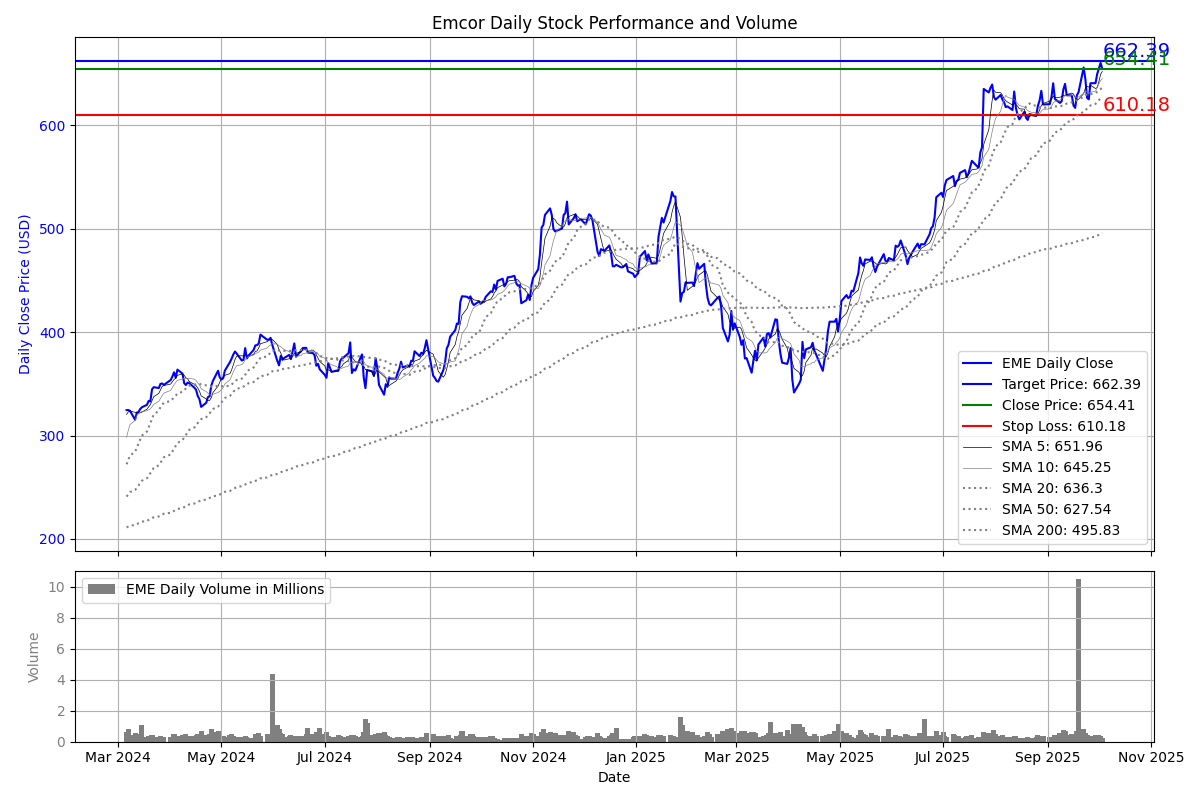 Emcor Daily Stock Performance and Volume
662.39
654.41
610.18
600
500
400
300
200
Daily Close Price (USD)
EME Daily Close
Target Price: 662.39
Close Price: 654.41
Stop Loss: 610.18
SMA 5: 651.96
SMA 10: 645.25
SMA 20: 636.3
SMA 50: 627.54
SMA 200: 495.83
EME Daily Volume in Millions
10
8
6
4
2
0
Volume
Mar 2024 May 2024 Jul 2024 Sep 2024 Nov 2024 Jan 2025 Mar 2025 May 2025 Jul 2025 Sep 2025 Nov 2025
Date